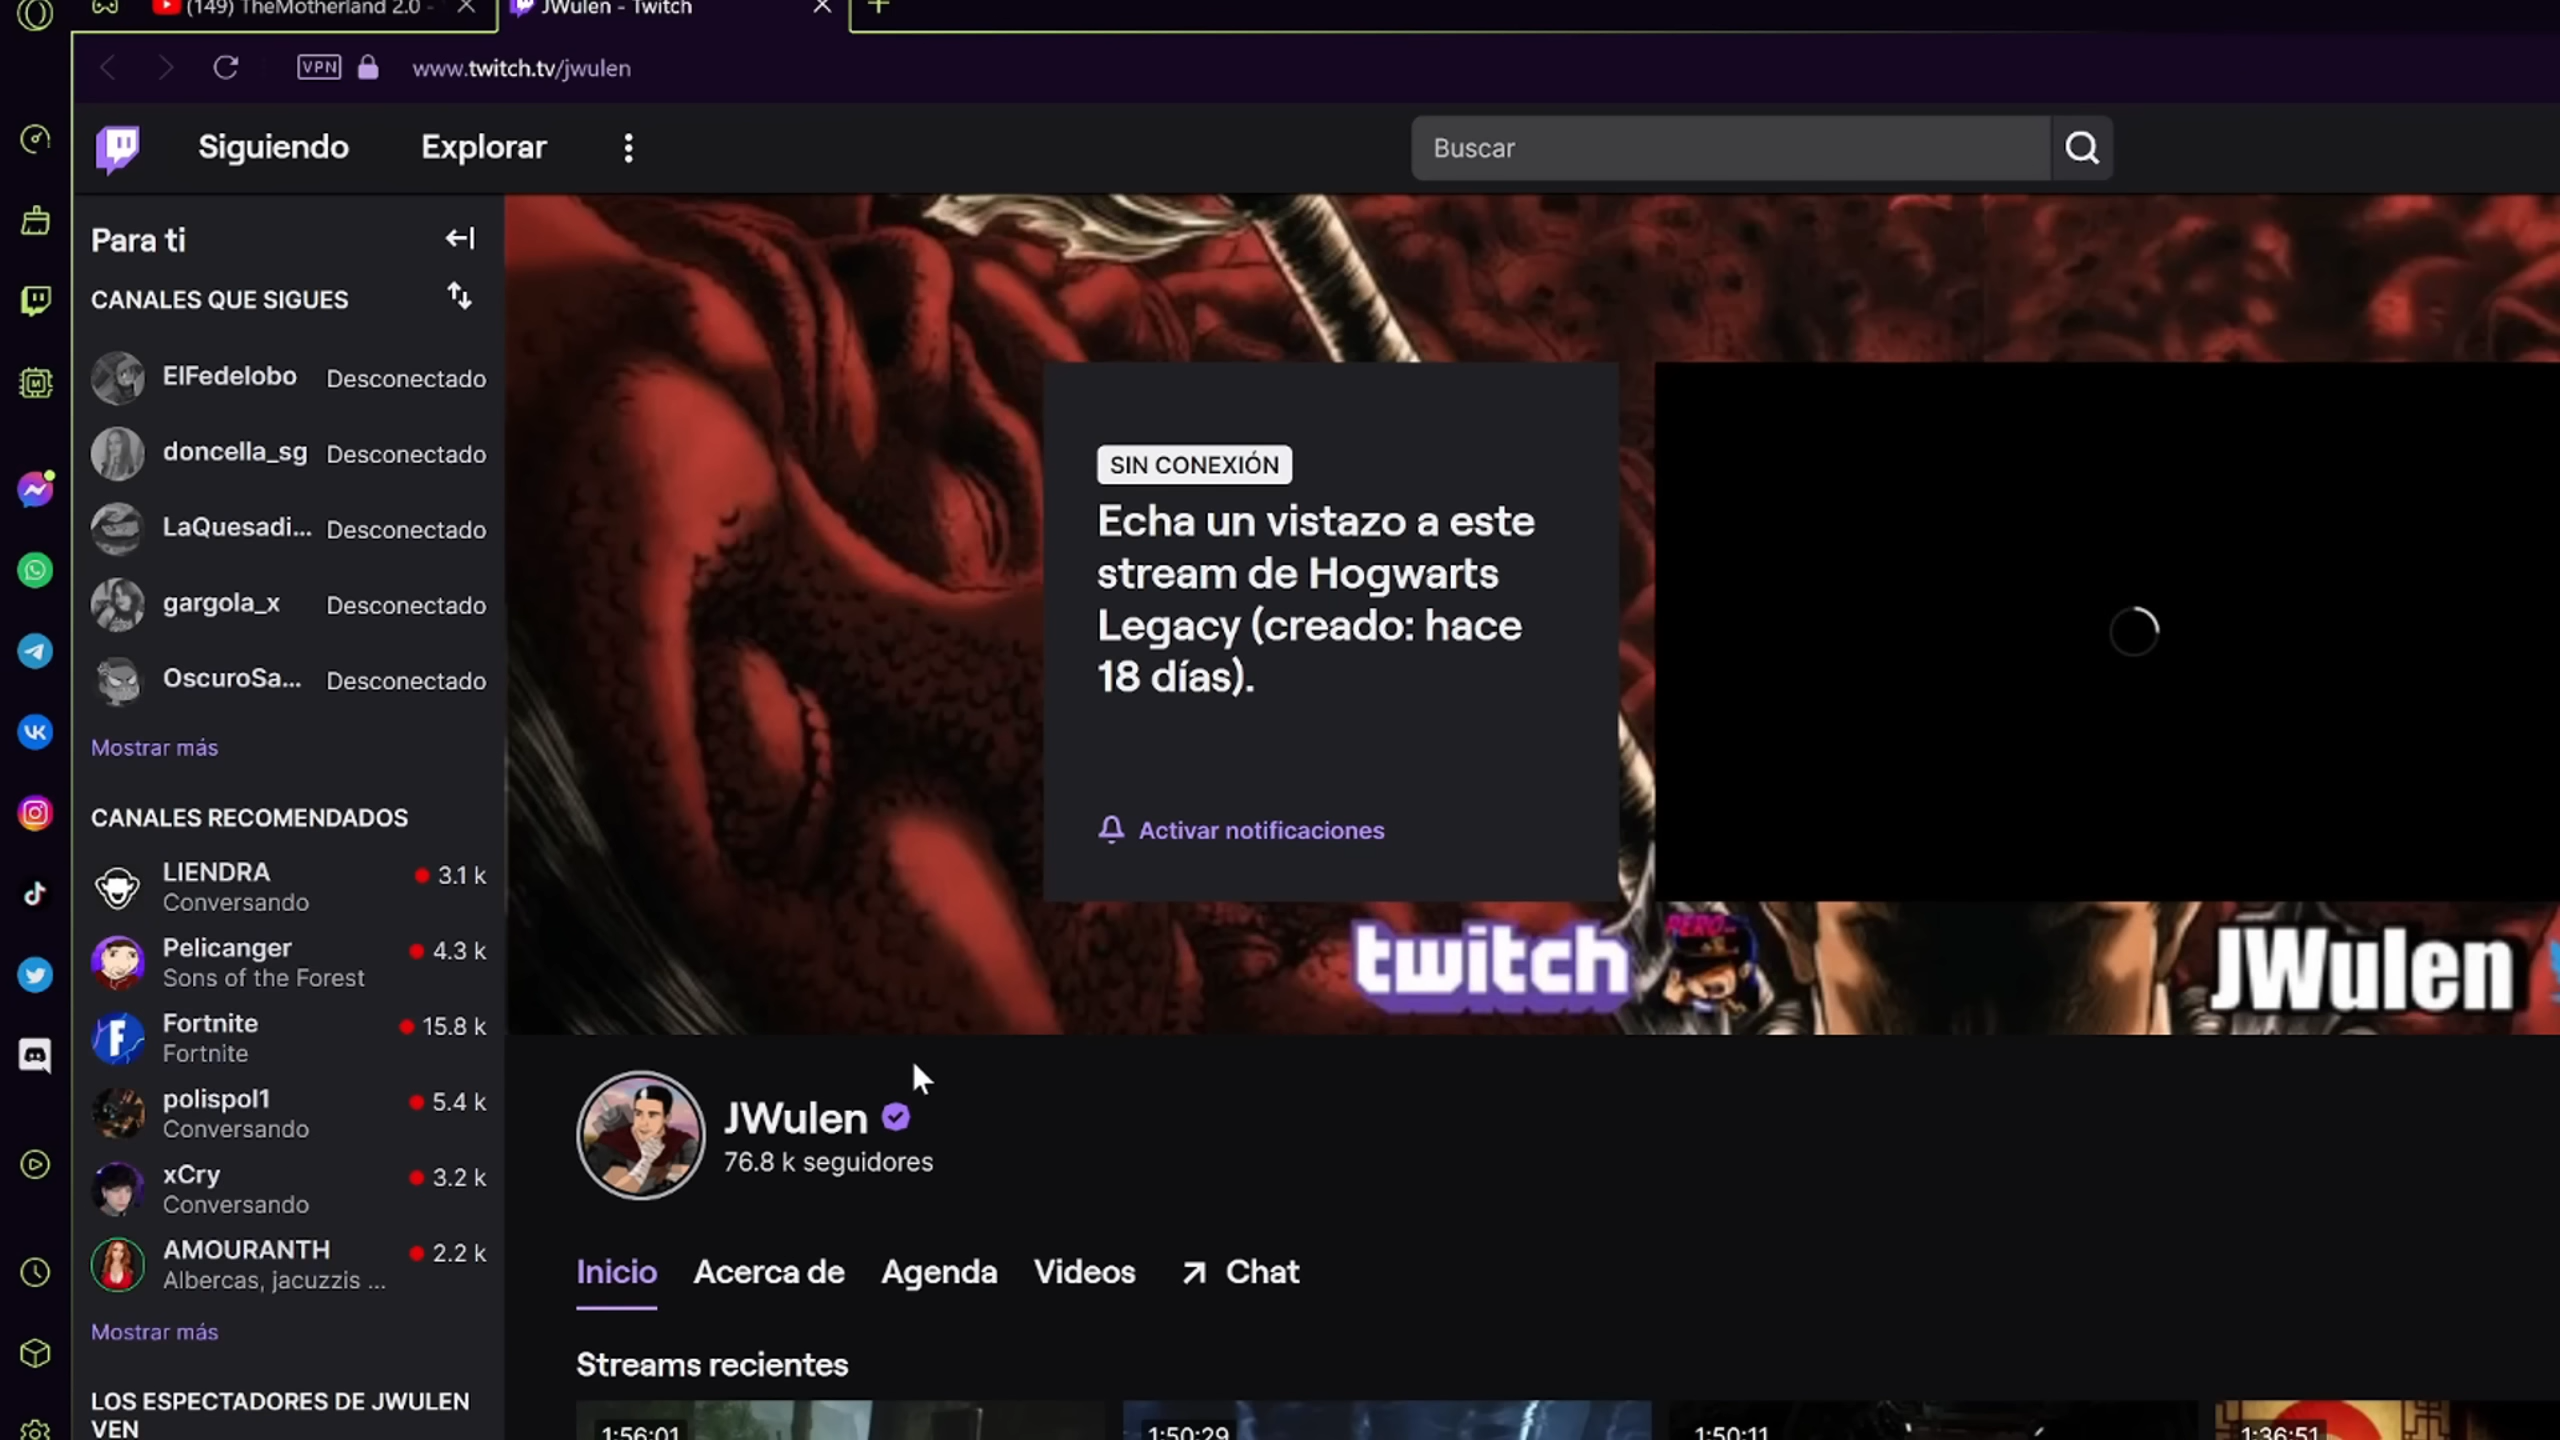 (149) TheMotherland 2.0 -
JWulen - Twitch
VPN
www.twitch.tv/jwulen
Siguiendo
Explorar
Buscar
Para ti
CANALES QUE SIGUES
ElFedelobo Desconectado
doncella_sg Desconectado
LaQuesadi... Desconectado
gargola_x Desconectado
OscuroSa... Desconectado
Mostrar más
CANALES RECOMENDADOS
LIENDRA 3.1 k
Conversando
Pelicanger 4.3 k
Sons of the Forest
Fortnite 15.8 k
Fortnite
polispol1 5.4 k
Conversando
xCry 3.2 k
Conversando
AMOURANTH 2.2 k
Albercas, jacuzzis ...
Mostrar más
LOS ESPECTADORES DE JWULEN
VEN
SIN CONEXIÓN
Echa un vistazo a este
stream de Hogwarts
Legacy (creado: hace
18 días).
Activar notificaciones
twitch
PERO...
JWulen
JWulen
76.8 k seguidores
Inicio Acerca de Agenda Videos Chat
Streams recientes
1:56:01
1:50:29
1:50:11
1:36:51